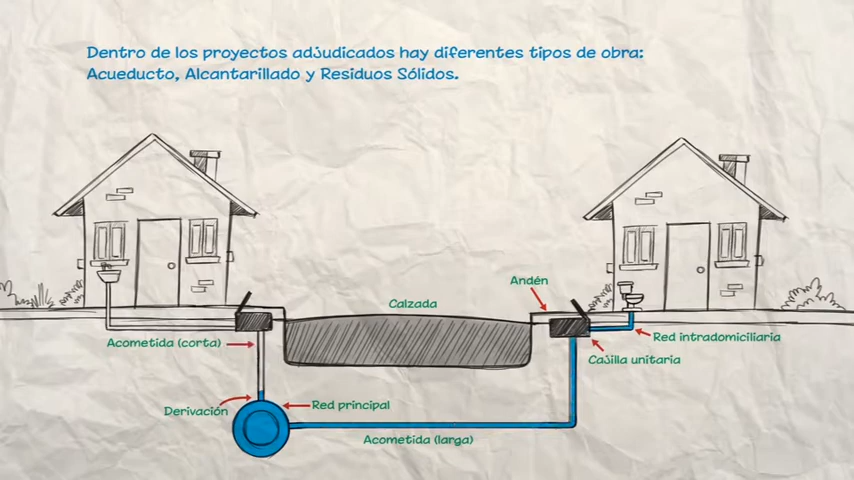 Dentro de los proyectos adjudicados hay diferentes tipos de obra:
Acueducto, Alcantarillado y Residuos Sólidos.
Andén
Calzada
Acometida (corta)
Red intradomiciliaria
Cajilla unitaria
Derivación
Red principal
Acometida (larga)